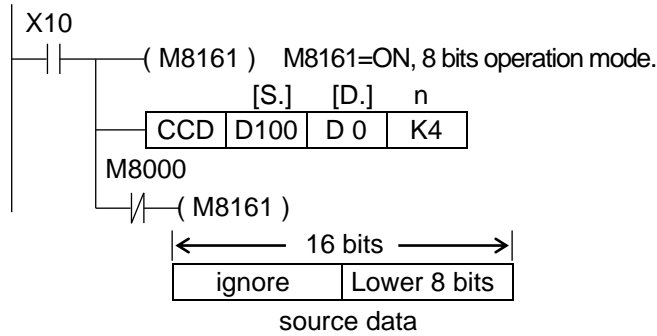 X10
( M8161 ) M8161=ON, 8 bits operation mode.
[S.] [D.] n
CCD D100 D 0 K4
M8000
( M8161 )
16 bits
ignore Lower 8 bits
source data